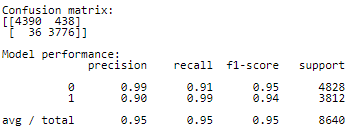 Confusion matrix:
[[4390 438]
[ 36 3776]]
Model performance:
precision recall f1-score support
0 0.99 0.91 0.95 4828
1 0.90 0.99 0.94 3812
avg / total 0.95 0.95 0.95 8640